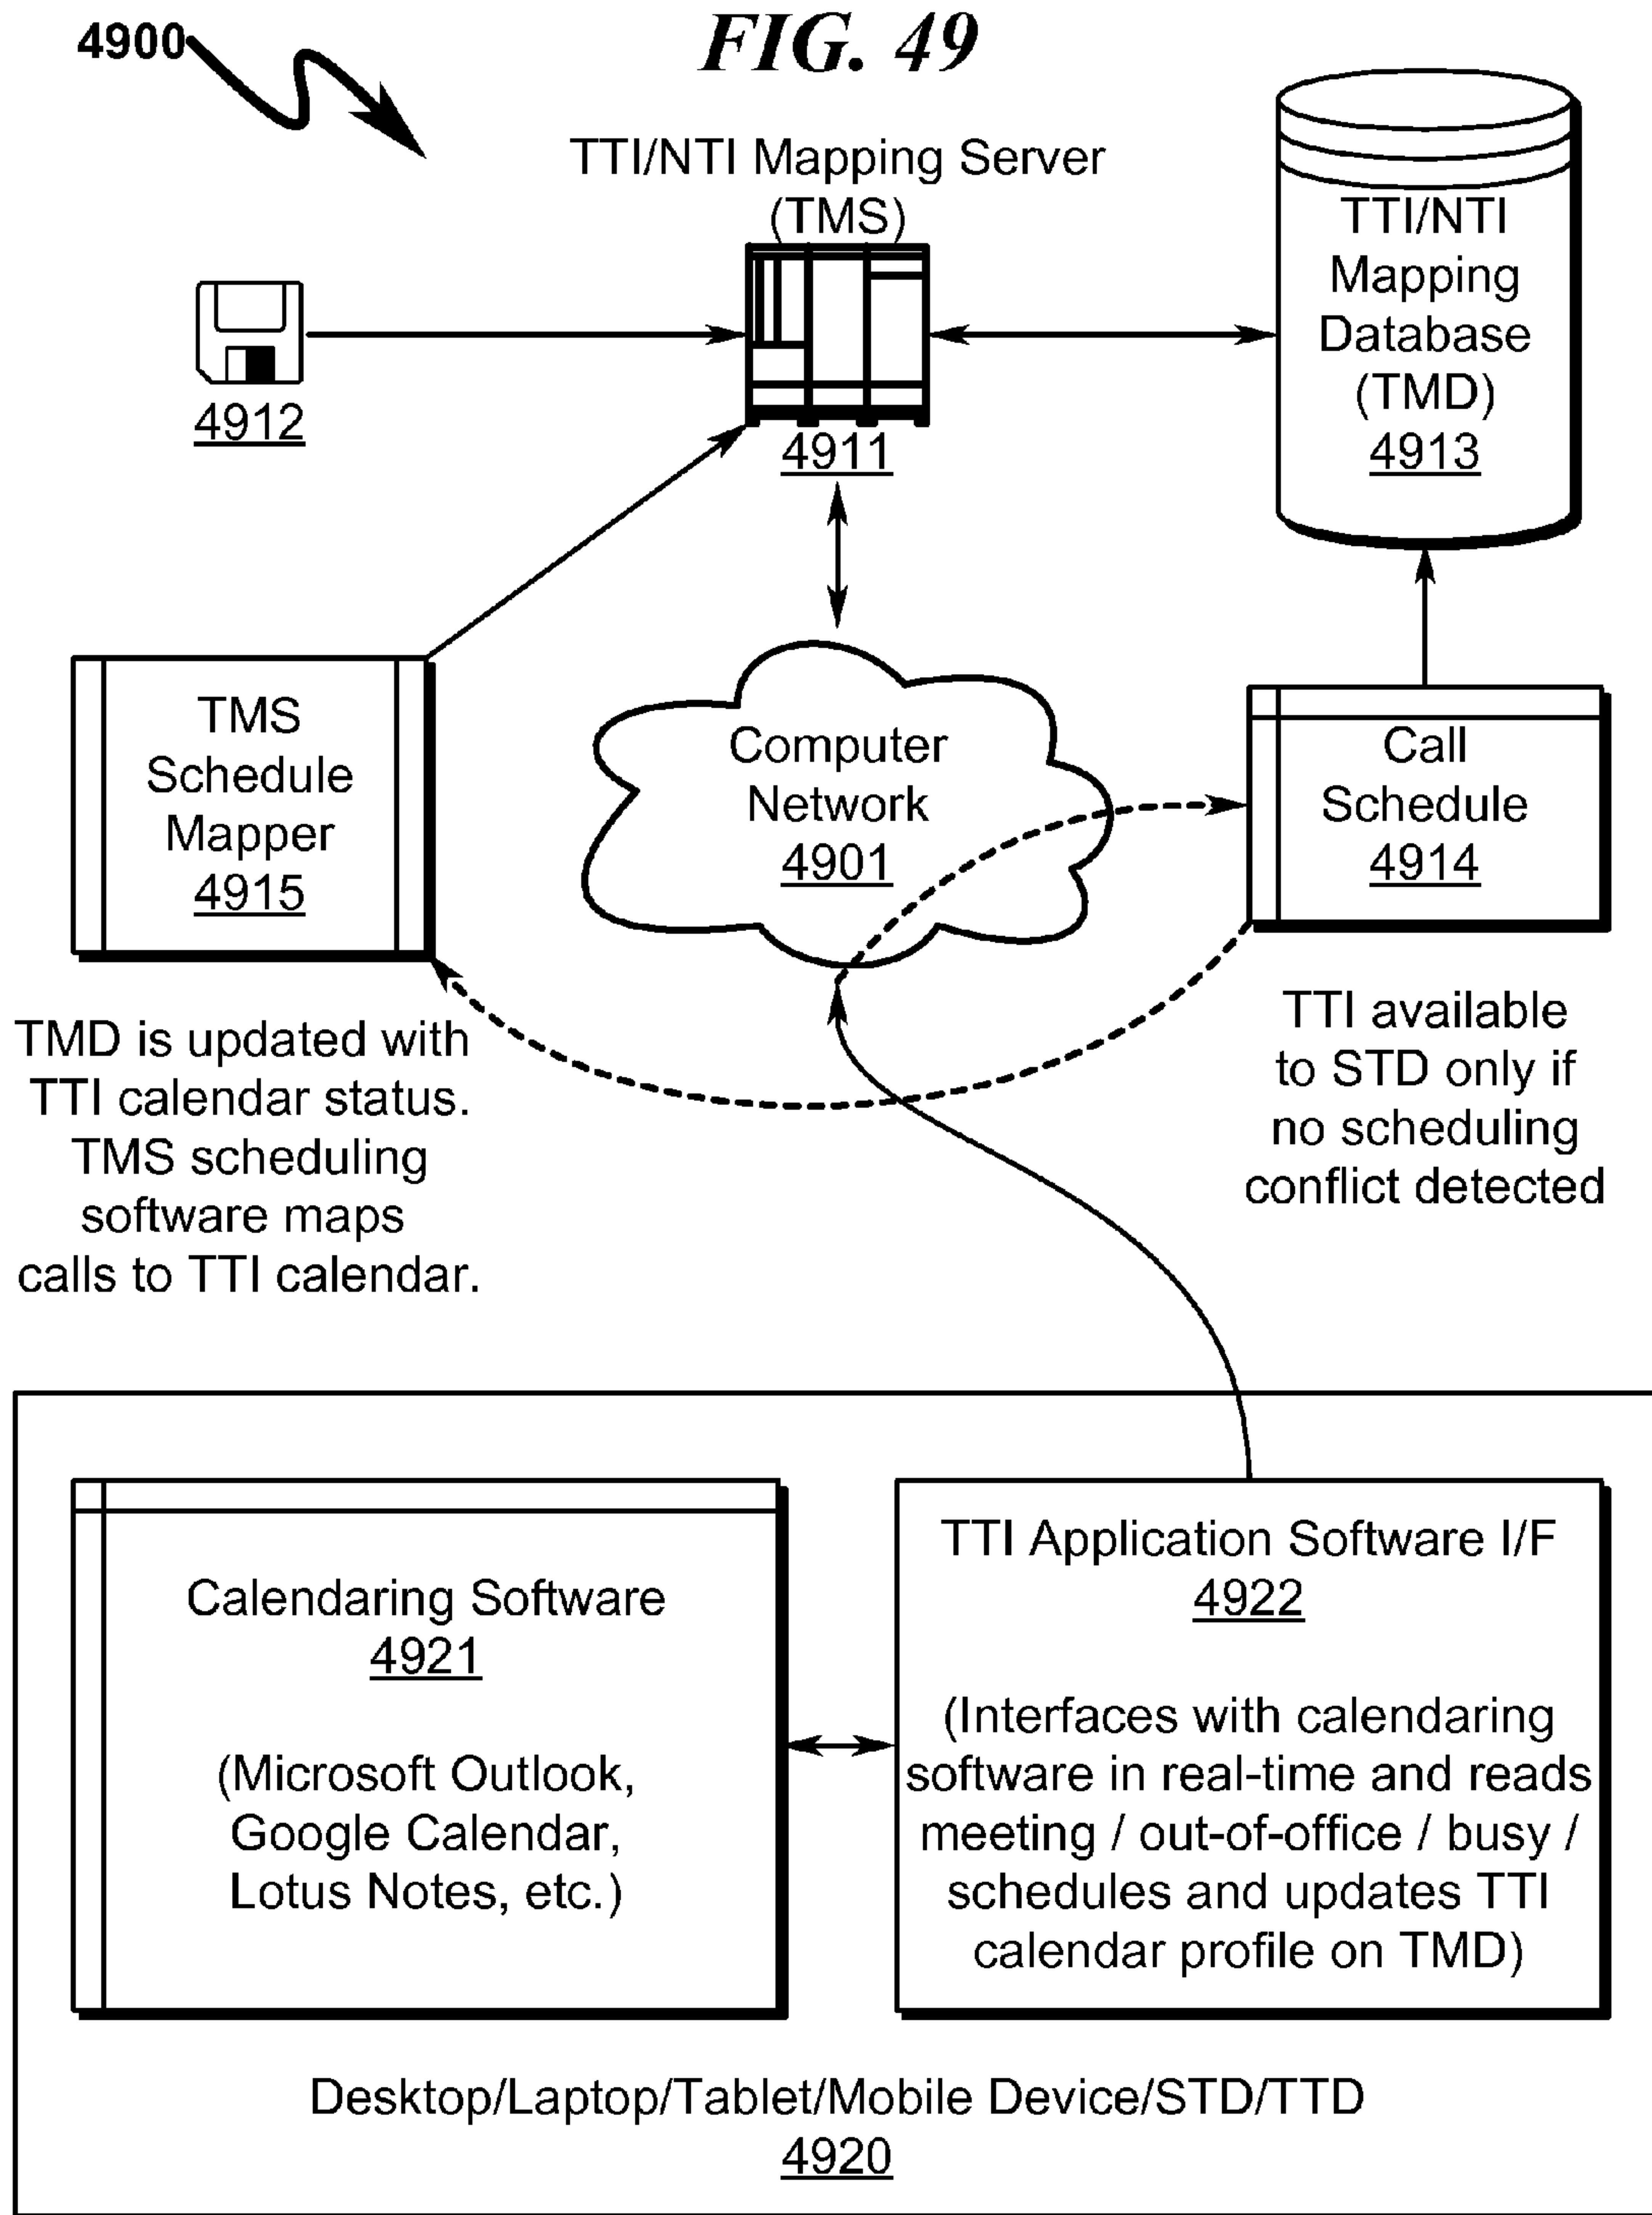 FIG. 49
4900
TTI/NTI Mapping Server
(TMS)
4911
4912
TTI/NTI
Mapping
Database
(TMD)
4913
TMS
Schedule
Mapper
4915
Computer
Network
4901
Call
Schedule
4914
TMD is updated with
TTI calendar status.
TMS scheduling
software maps
calls to TTI calendar.
TTI available
to STD only if
no scheduling
conflict detected
Calendaring Software
4921
(Microsoft Outlook,
Google Calendar,
Lotus Notes, etc.)
TTI Application Software I/F
4922
(Interfaces with calendaring
software in real-time and reads
meeting / out-of-office / busy /
schedules and updates TTI
calendar profile on TMD)
Desktop/Laptop/Tablet/Mobile Device/STD/TTD
4920